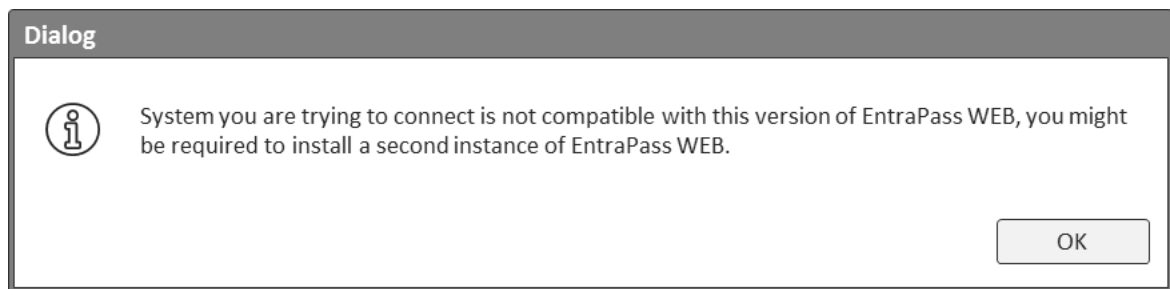 Dialog
System you are trying to connect is not compatible with this version of EntraPass WEB, you might
be required to install a second instance of EntraPass WEB.
OK